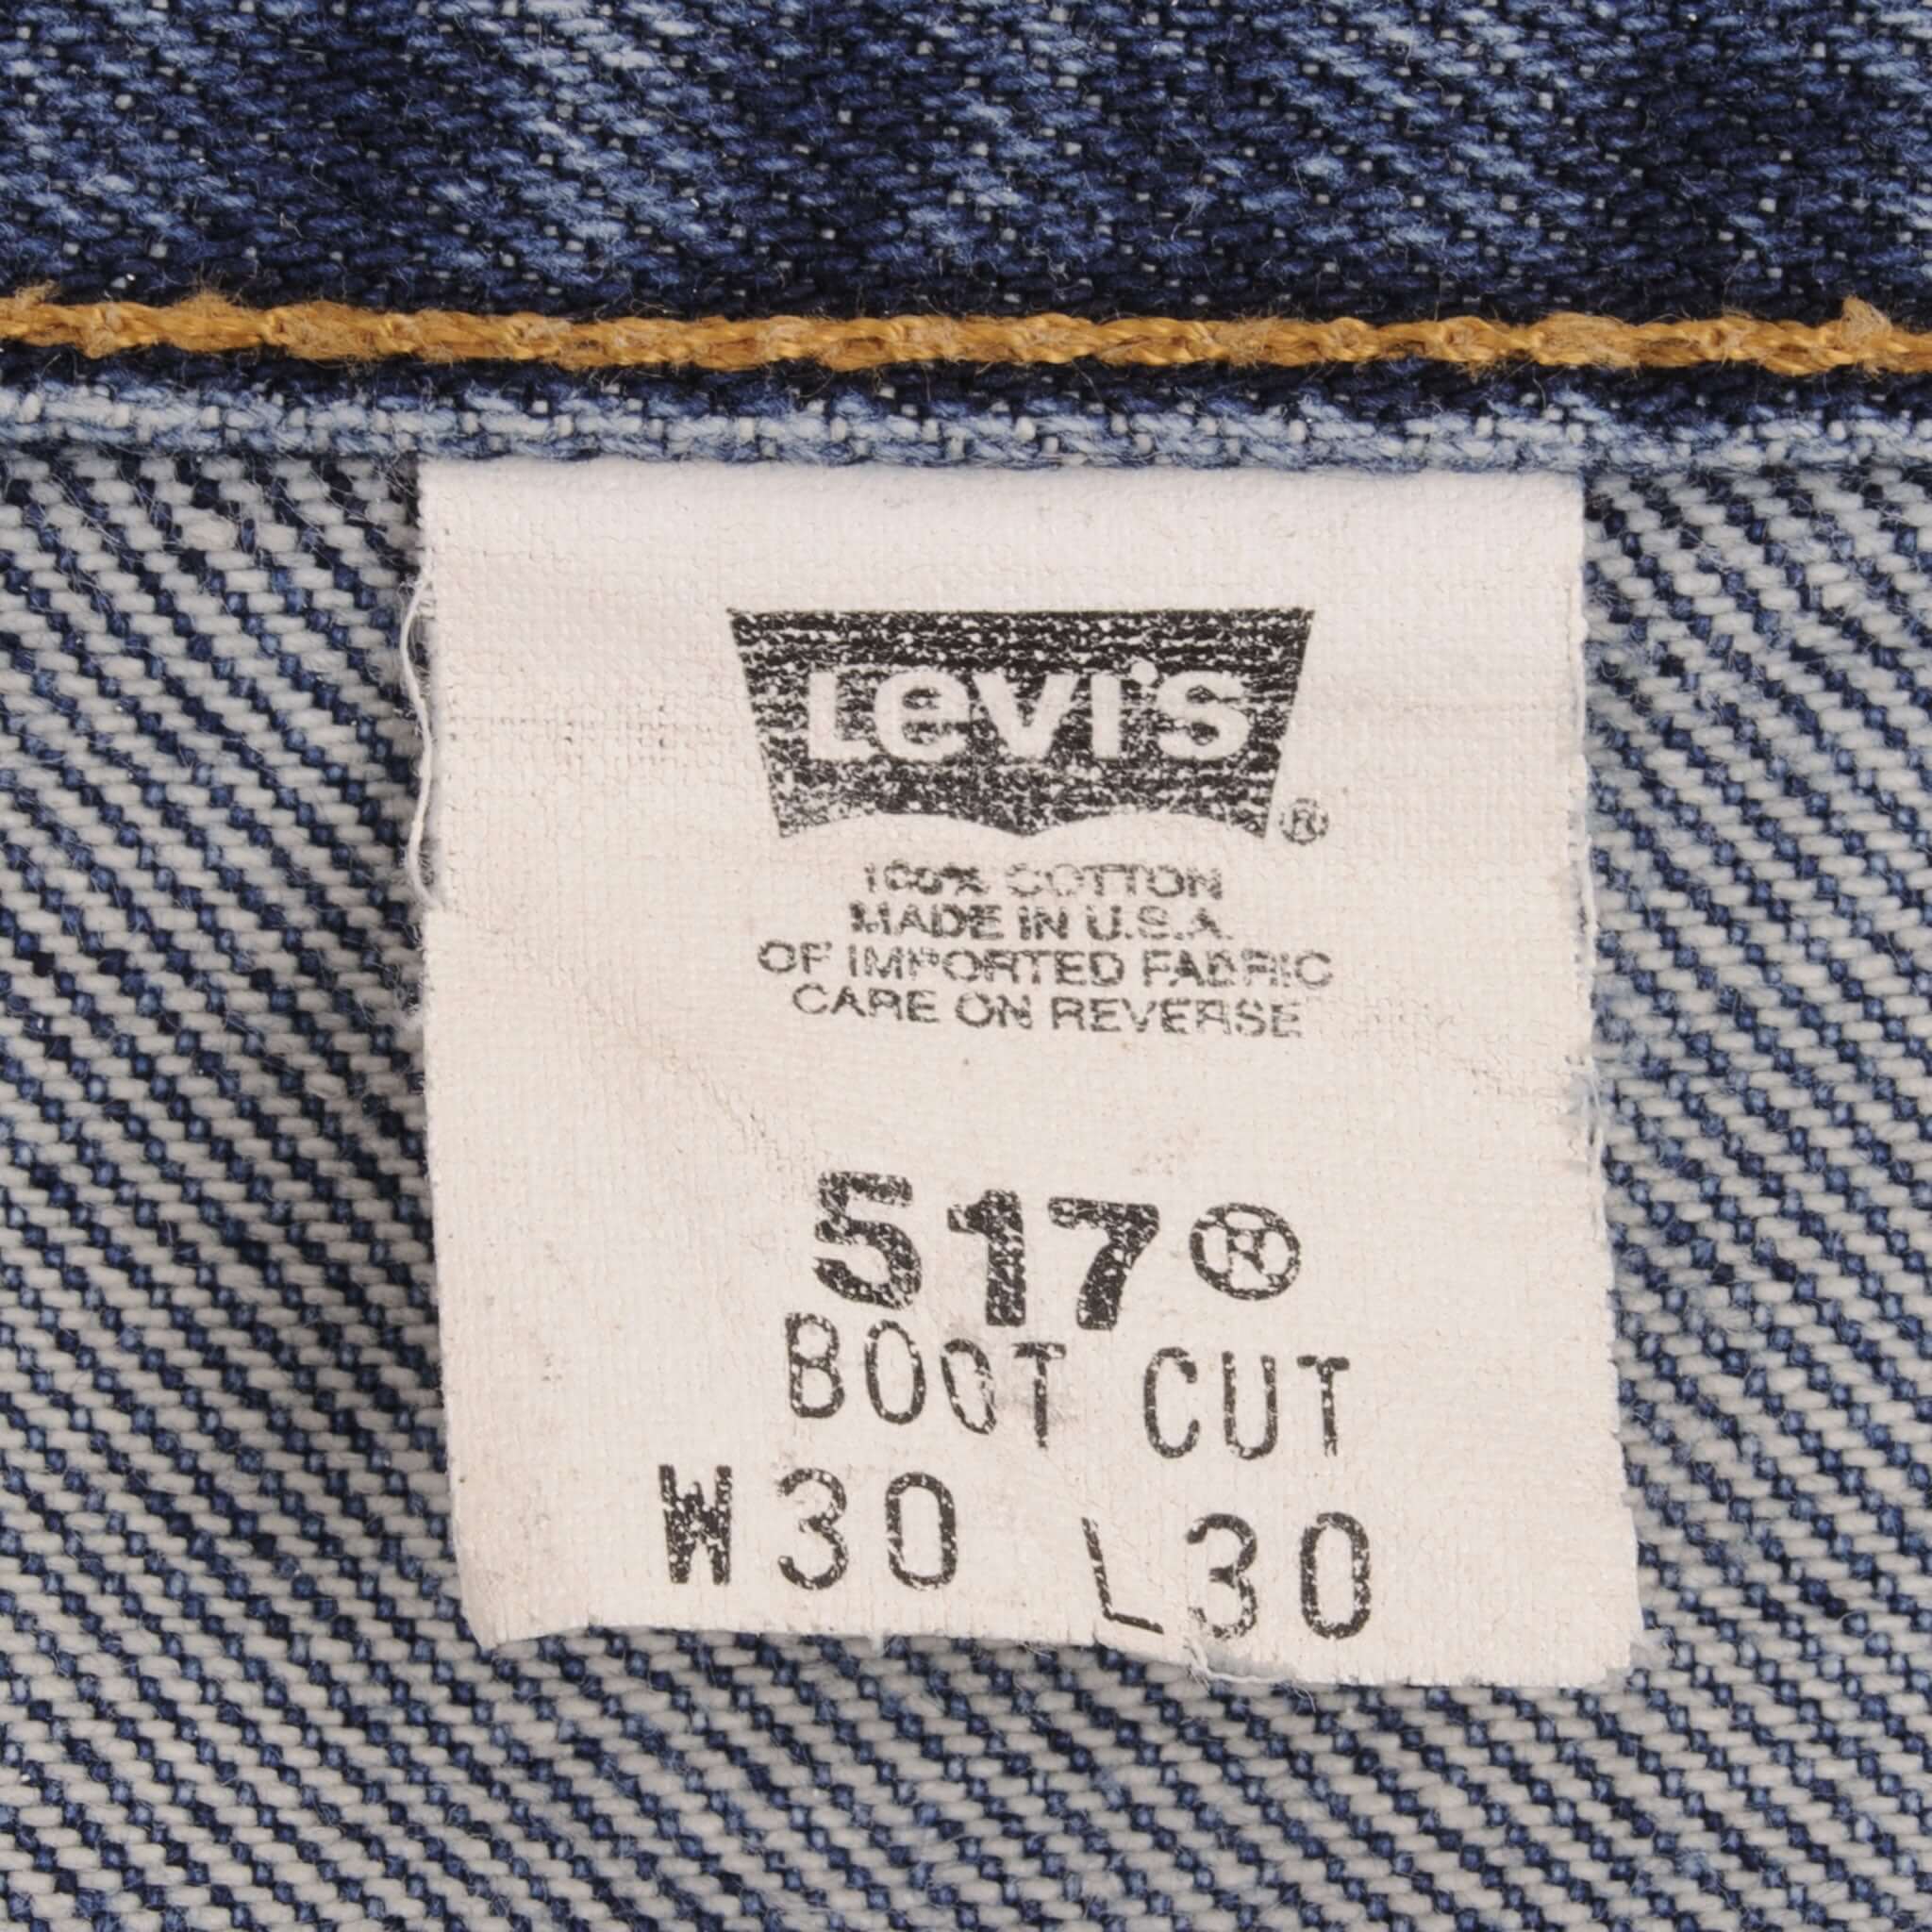 Levi's ®
100% COTTON
MADE IN U.S.A.
OF IMPORTED FABRIC
CARE ON REVERSE
517®
BOOT CUT
W30 L30